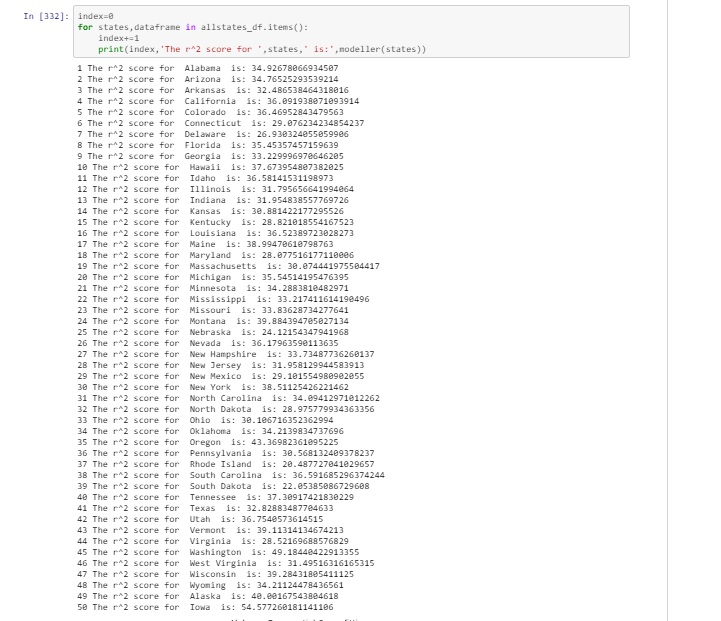 In [332]: index=0
for states,dataframe in allstates_df.items():
index+=1
print(index,'The r^2 score for ',states,' is:',modeller(states))
1 The r^2 score for  Alabama  is: 34.92678066934507
2 The r^2 score for  Arizona  is: 34.76525293539214
3 The r^2 score for  Arkansas  is: 32.486538464318016
4 The r^2 score for  California  is: 36.091938071093914
5 The r^2 score for  Colorado  is: 36.46952843479563
6 The r^2 score for  Connecticut  is: 29.076234234854237
7 The r^2 score for  Delaware  is: 26.930324055059906
8 The r^2 score for  Florida  is: 35.45357457159639
9 The r^2 score for  Georgia  is: 33.229996970646205
10 The r^2 score for  Hawaii  is: 37.673954807382025
11 The r^2 score for  Idaho  is: 36.58141531198973
12 The r^2 score for  Illinois  is: 31.795656641994064
13 The r^2 score for  Indiana  is: 31.954838557769726
14 The r^2 score for  Kansas  is: 30.881422177295526
15 The r^2 score for  Kentucky  is: 28.821018554167523
16 The r^2 score for  Louisiana  is: 36.52389723028273
17 The r^2 score for  Maine  is: 38.99470610798763
18 The r^2 score for  Maryland  is: 28.077516177110006
19 The r^2 score for  Massachusetts  is: 30.074441975504417
20 The r^2 score for  Michigan  is: 35.54514195476395
21 The r^2 score for  Minnesota  is: 34.2883810482971
22 The r^2 score for  Mississippi  is: 33.217411614190496
23 The r^2 score for  Missouri  is: 33.83628734277641
24 The r^2 score for  Montana  is: 39.884394705027134
25 The r^2 score for  Nebraska  is: 24.12154347941968
26 The r^2 score for  Nevada  is: 36.17963590113635
27 The r^2 score for  New Hampshire  is: 33.73487736260137
28 The r^2 score for  New Jersey  is: 31.958129944583913
29 The r^2 score for  New Mexico  is: 29.101554980902055
30 The r^2 score for  New York  is: 38.51125426221462
31 The r^2 score for  North Carolina  is: 34.09412971012262
32 The r^2 score for  North Dakota  is: 28.975779934363356
33 The r^2 score for  Ohio  is: 30.106716352362994
34 The r^2 score for  Oklahoma  is: 34.2139834737696
35 The r^2 score for  Oregon  is: 43.36982361095225
36 The r^2 score for  Pennsylvania  is: 30.568132409378237
37 The r^2 score for  Rhode Island  is: 20.487727041029657
38 The r^2 score for  South Carolina  is: 36.591685296374244
39 The r^2 score for  South Dakota  is: 22.05385086729608
40 The r^2 score for  Tennessee  is: 37.30917421830229
41 The r^2 score for  Texas  is: 32.82883487704633
42 The r^2 score for  Utah  is: 36.7540573614515
43 The r^2 score for  Vermont  is: 39.11314134674213
44 The r^2 score for  Virginia  is: 28.52169688576829
45 The r^2 score for  Washington  is: 49.18440422913355
46 The r^2 score for  West Virginia  is: 31.49516316165315
47 The r^2 score for  Wisconsin  is: 39.28431805411125
48 The r^2 score for  Wyoming  is: 34.21124478436561
49 The r^2 score for  Alaska  is: 40.00167543804618
50 The r^2 score for  Iowa  is: 54.577260181141106